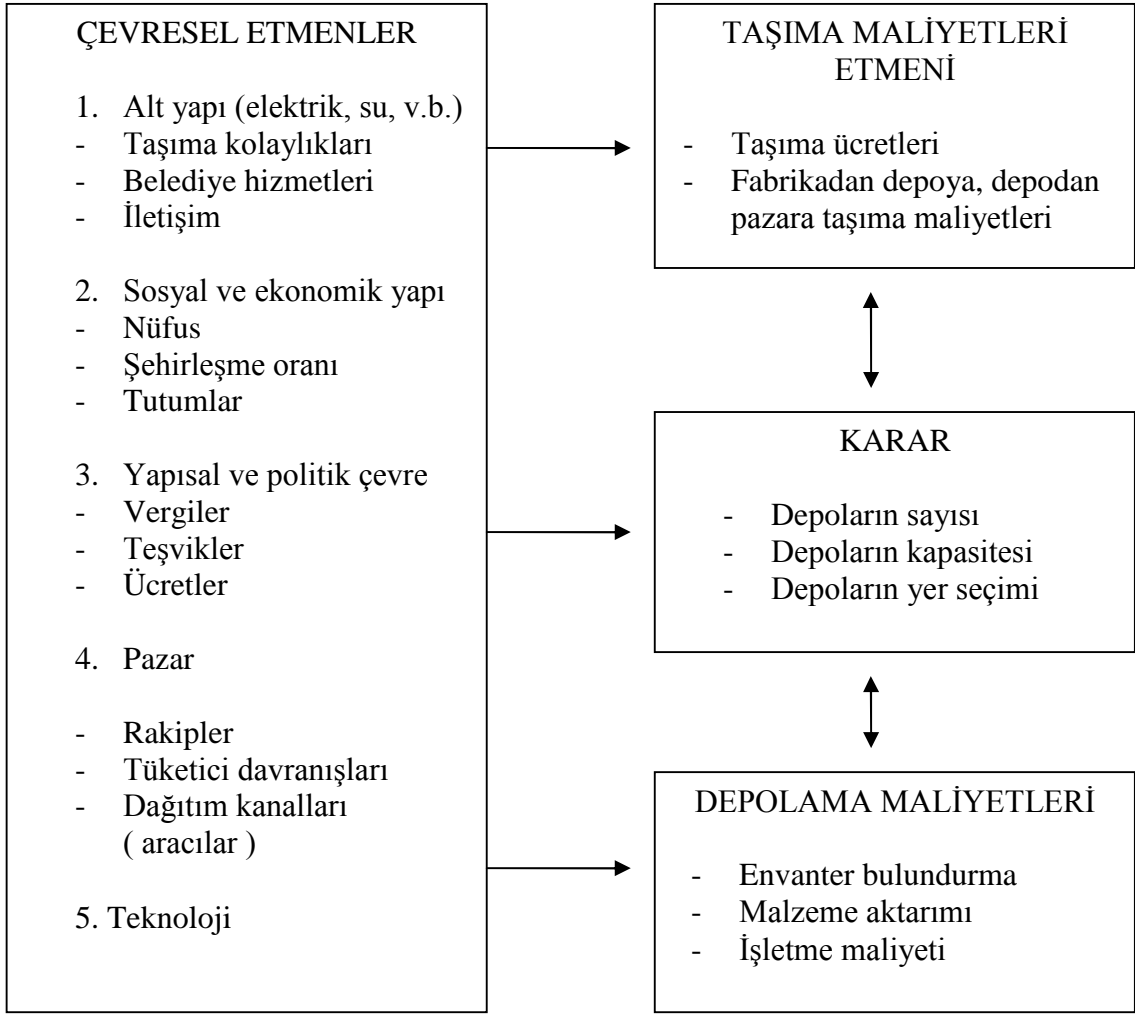 ÇEVRESEL ETMENLER
1. Alt yapı (elektrik, su, v.b.)
- Taşıma kolaylıkları
- Belediye hizmetleri
- İletişim
2. Sosyal ve ekonomik yapı
- Nüfus
- Şehirleşme oranı
- Tutumlar
3. Yapısal ve politik çevre
- Vergiler
- Teşvikler
- Ücretler
4. Pazar
- Rakipler
- Tüketici davranışları
- Dağıtım kanalları
( aracılar )
5. Teknoloji
TAŞIMA MALİYETLERİ
ETMENİ
- Taşıma ücretleri
- Fabrikadan depoya, depodan
pazara taşıma maliyetleri
KARAR
- Depoların sayısı
- Depoların kapasitesi
- Depoların yer seçimi
DEPOLAMA MALİYETLERİ
- Envanter bulundurma
- Malzeme aktarımı
- İşletme maliyeti